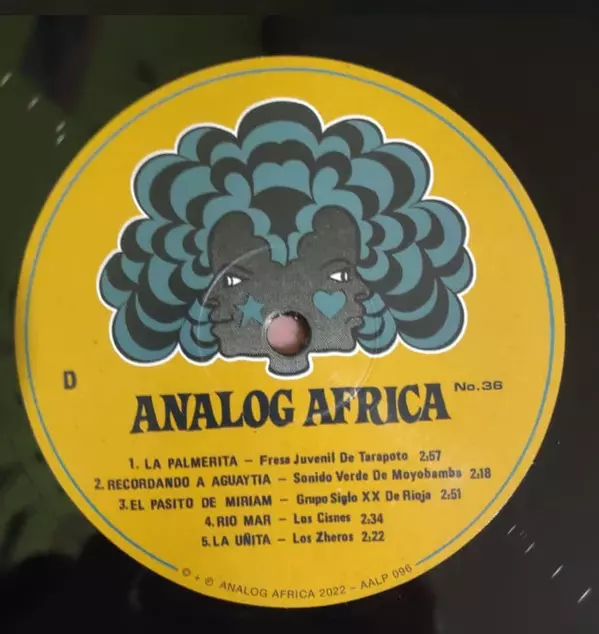 D
ANALOG AFRICA No.36
1. LA PALMERITA – Fresa Juvenil De Tarapoto 2:57
2. RECORDANDO A AGUAYTIA – Sonido Verde De Moyobamba 2:18
3. EL PASITO DE MIRIAM – Grupo Siglo XX De Rioja 2:51
4. RIO MAR – Los Cisnes 2:34
5. LA UÑITA – Los Zheros 2:22
© + ℗ ANALOG AFRICA 2022 – AALP 096